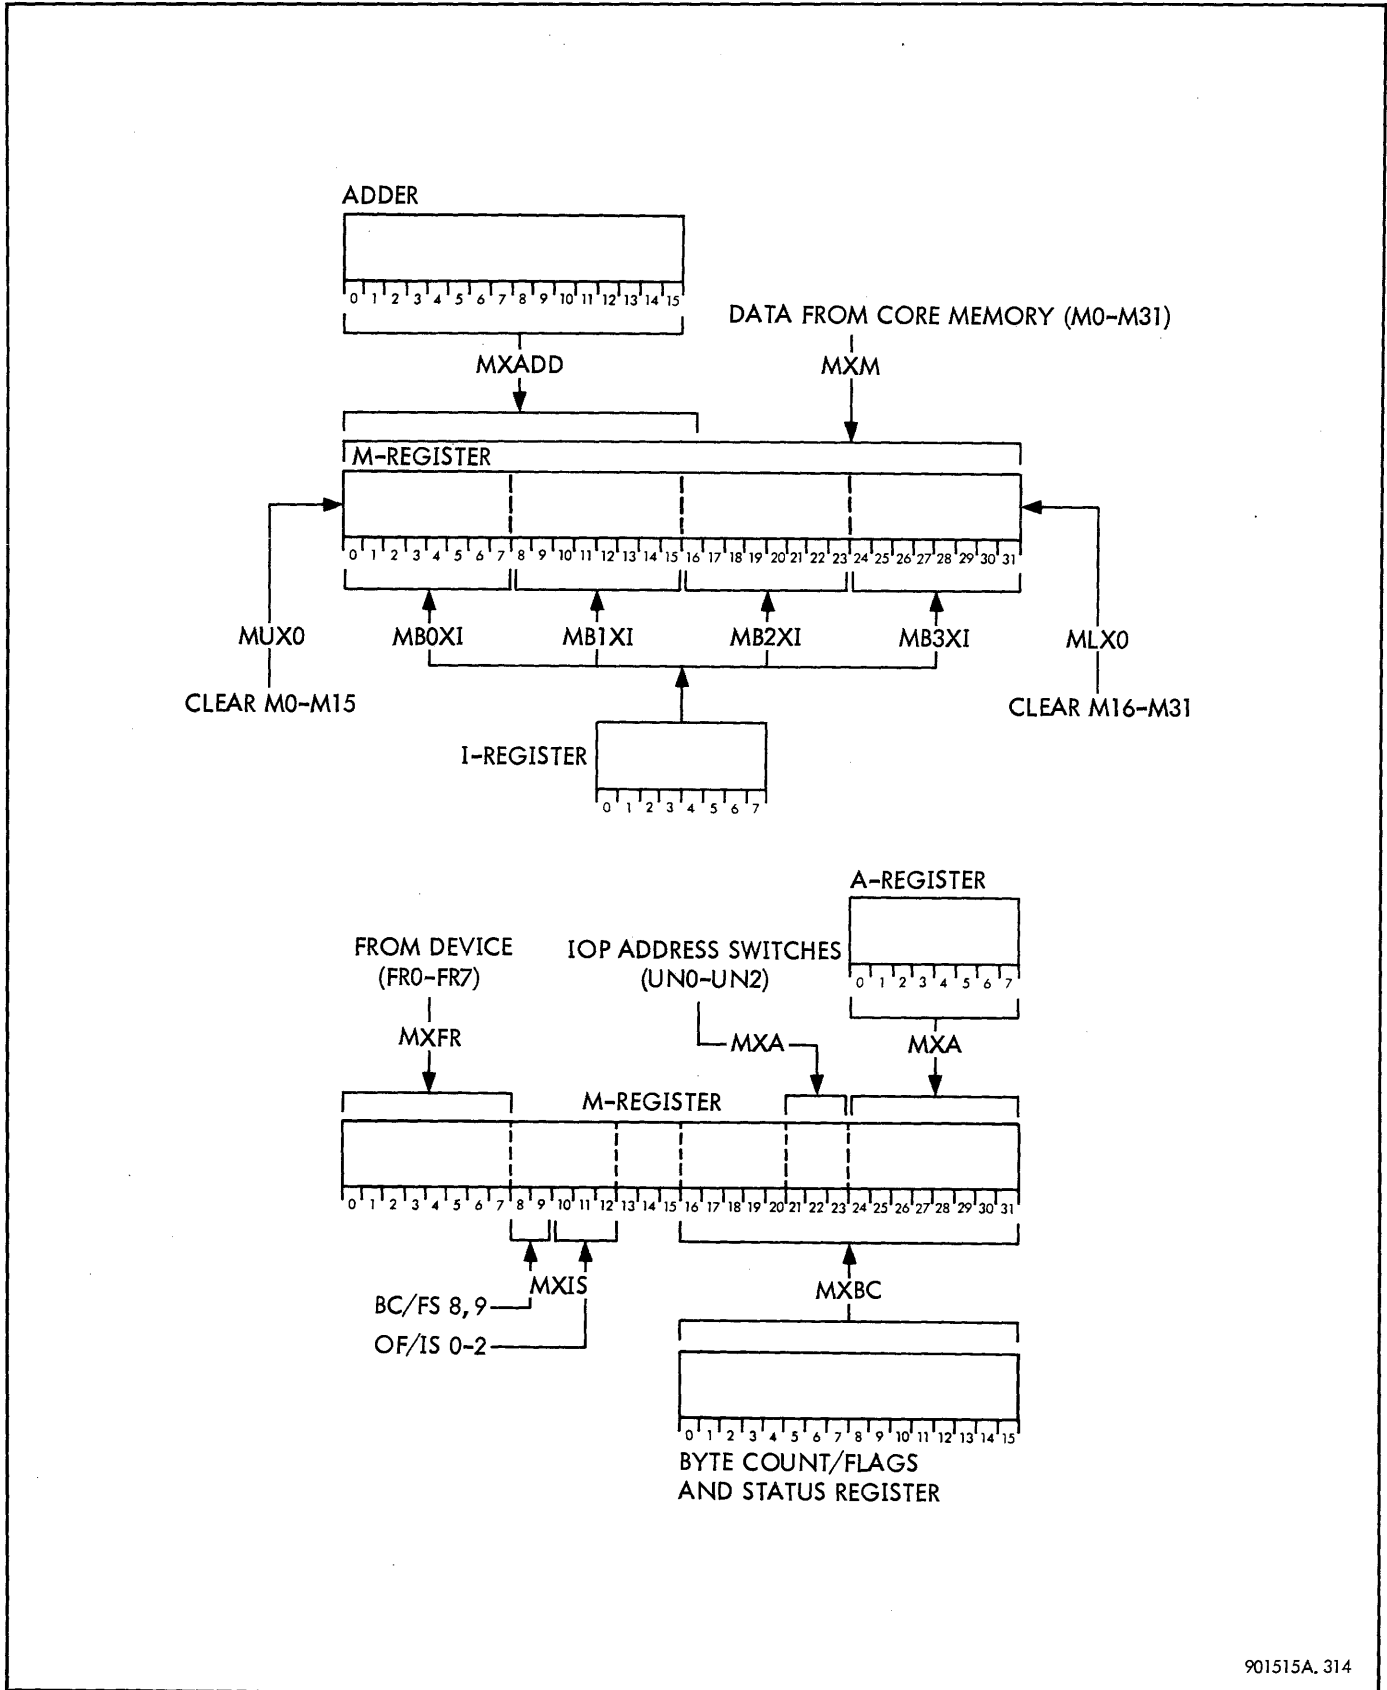 ADDER
0 1 2 3 4 5 6 7 8 9 10 11 12 13 14 15
DATA FROM CORE MEMORY (M0-M31)
MXADD
MXM
M-REGISTER
0 1 2 3 4 5 6 7 8 9 10 11 12 13 14 15 16 17 18 19 20 21 22 23 24 25 26 27 28 29 30 31
MUX0
MB0XI
MB1XI
MB2XI
MB3XI
MLX0
CLEAR M0-M15
CLEAR M16-M31
I-REGISTER
0 1 2 3 4 5 6 7
A-REGISTER
FROM DEVICE
(FR0-FR7)
IOP ADDRESS SWITCHES
(UN0-UN2)
0 1 2 3 4 5 6 7
MXFR
MXA
MXA
M-REGISTER
0 1 2 3 4 5 6 7 8 9 10 11 12 13 14 15 16 17 18 19 20 21 22 23 24 25 26 27 28 29 30 31
MXIS
MXBC
BC/FS 8, 9
OF/IS 0-2
0 1 2 3 4 5 6 7 8 9 10 11 12 13 14 15
BYTE COUNT/FLAGS
AND STATUS REGISTER
901515A. 314